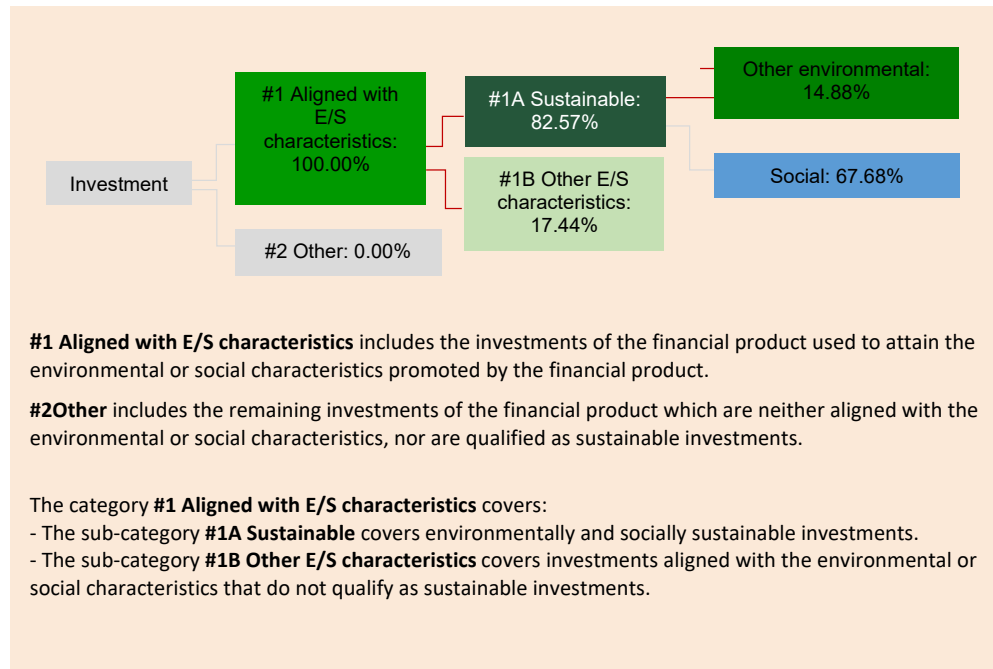 Investment
#1 Aligned with
E/S
characteristics:
100.00%
#2 Other: 0.00%
#1A Sustainable:
82.57%
#1B Other E/S
characteristics:
17.44%
Other environmental:
14.88%
Social: 67.68%
#1 Aligned with E/S characteristics includes the investments of the financial product used to attain the
environmental or social characteristics promoted by the financial product.
#2Other includes the remaining investments of the financial product which are neither aligned with the
environmental or social characteristics, nor are qualified as sustainable investments.
The category #1 Aligned with E/S characteristics covers:
- The sub-category #1A Sustainable covers environmentally and socially sustainable investments.
- The sub-category #1B Other E/S characteristics covers investments aligned with the environmental or
social characteristics that do not qualify as sustainable investments.